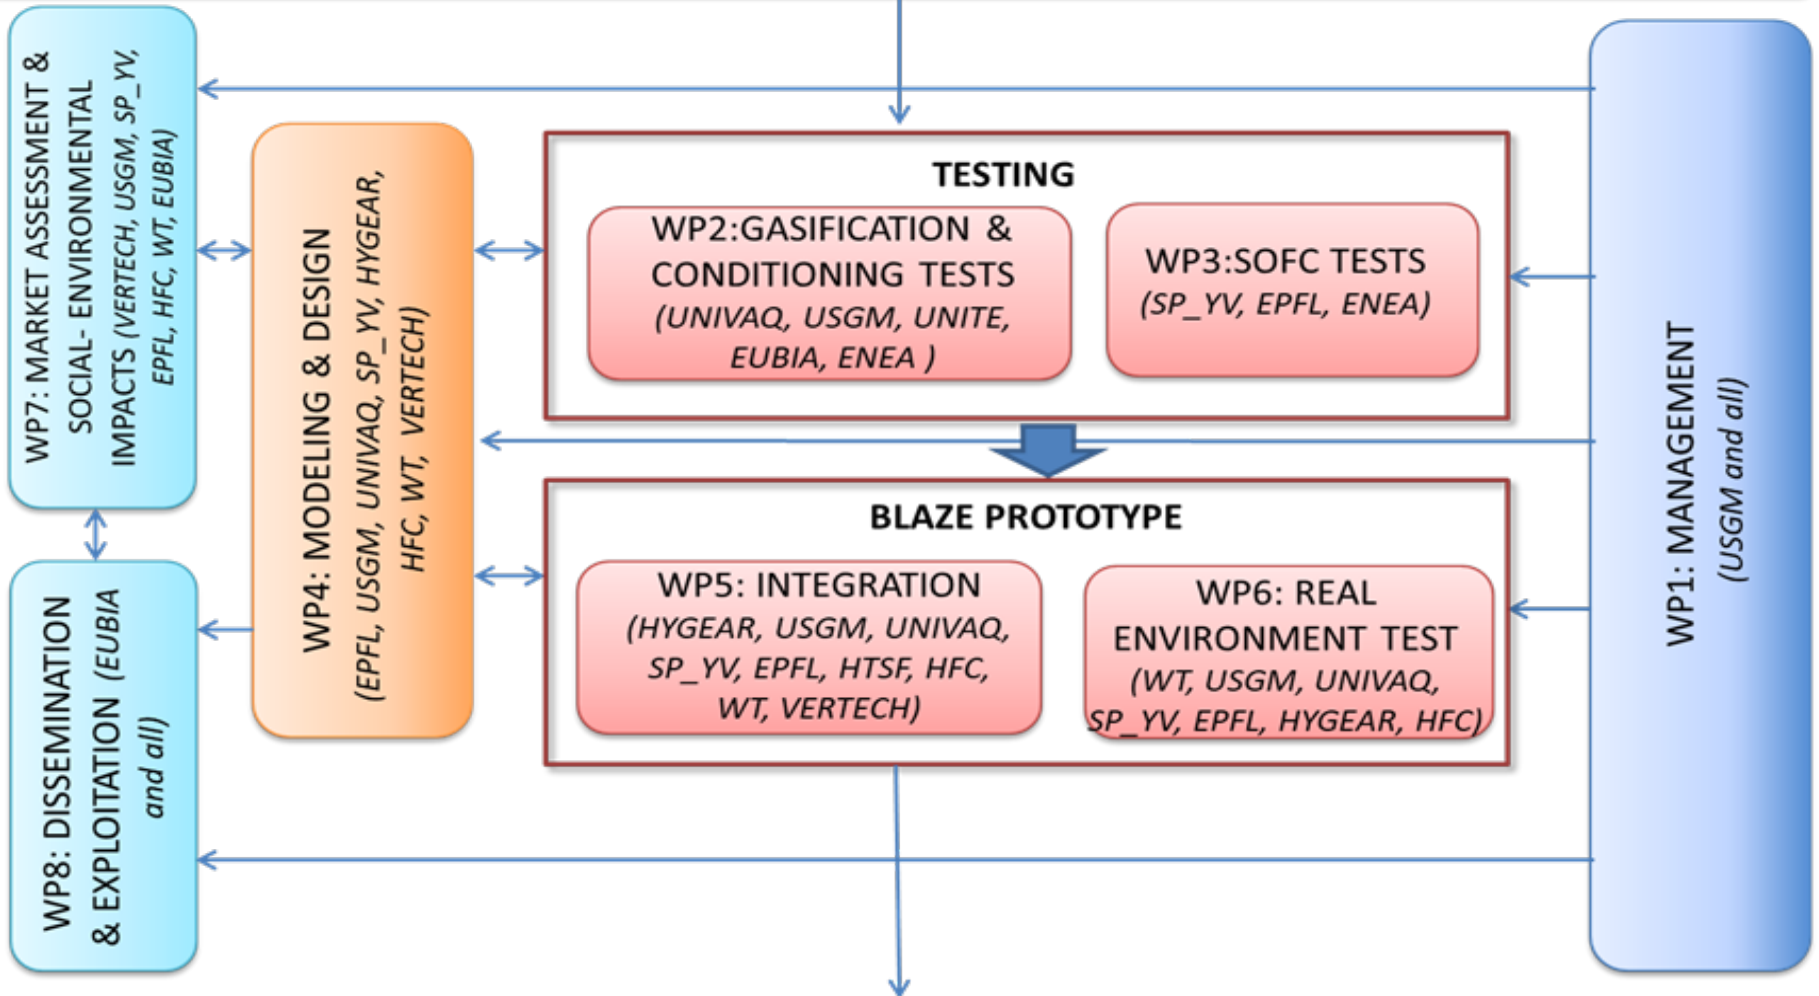 WP7: MARKET ASSESSMENT &
SOCIAL- ENVIRONMENTAL
IMPACTS (VERTECH, USGM, SP_YV,
EPFL, HFC, WT, EUBIA)
WP8: DISSEMINATION
& EXPLOITATION (EUBIA
and all)
WP4: MODELING & DESIGN
(EPFL, USGM, UNIVAQ, SP_YV, HYGEAR,
HFC, WT, VERTECH)
TESTING
WP2:GASIFICATION &
CONDITIONING TESTS
(UNIVAQ, USGM, UNITE,
EUBIA, ENEA )
WP3:SOFC TESTS
(SP_YV, EPFL, ENEA)
BLAZE PROTOTYPE
WP5: INTEGRATION
(HYGEAR, USGM, UNIVAQ,
SP_YV, EPFL, HTSF, HFC,
WT, VERTECH)
WP6: REAL
ENVIRONMENT TEST
(WT, USGM, UNIVAQ,
SP_YV, EPFL, HYGEAR, HFC)
WP1: MANAGEMENT
(USGM and all)